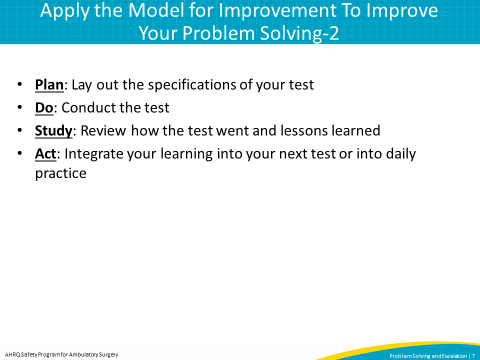 Apply the Model for Improvement To Improve
Your Problem Solving-2
• Plan: Lay out the specifications of your test
• Do: Conduct the test
• Study: Review how the test went and lessons learned
• Act: Integrate your learning into your next test or into daily
practice
AHRQ Safety Program for Ambulatory Surgery
Problem Solving and Escalation | 7